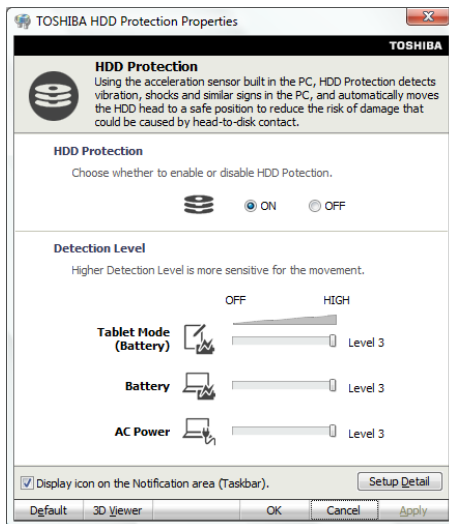 TOSHIBA HDD Protection Properties
TOSHIBA
HDD Protection
Using the acceleration sensor built in the PC, HDD Protection detects
vibration, shocks and similar signs in the PC, and automatically moves
the HDD head to a safe position to reduce the risk of damage that
could be caused by head-to-disk contact.
HDD Protection
Choose whether to enable or disable HDD Potection.
ON OFF
Detection Level
Higher Detection Level is more sensitive for the movement.
OFF HIGH
Tablet Mode
(Battery) Level 3
Battery Level 3
AC Power Level 3
Display icon on the Notification area (Taskbar). Setup Detail
Default 3D Viewer OK Cancel Apply